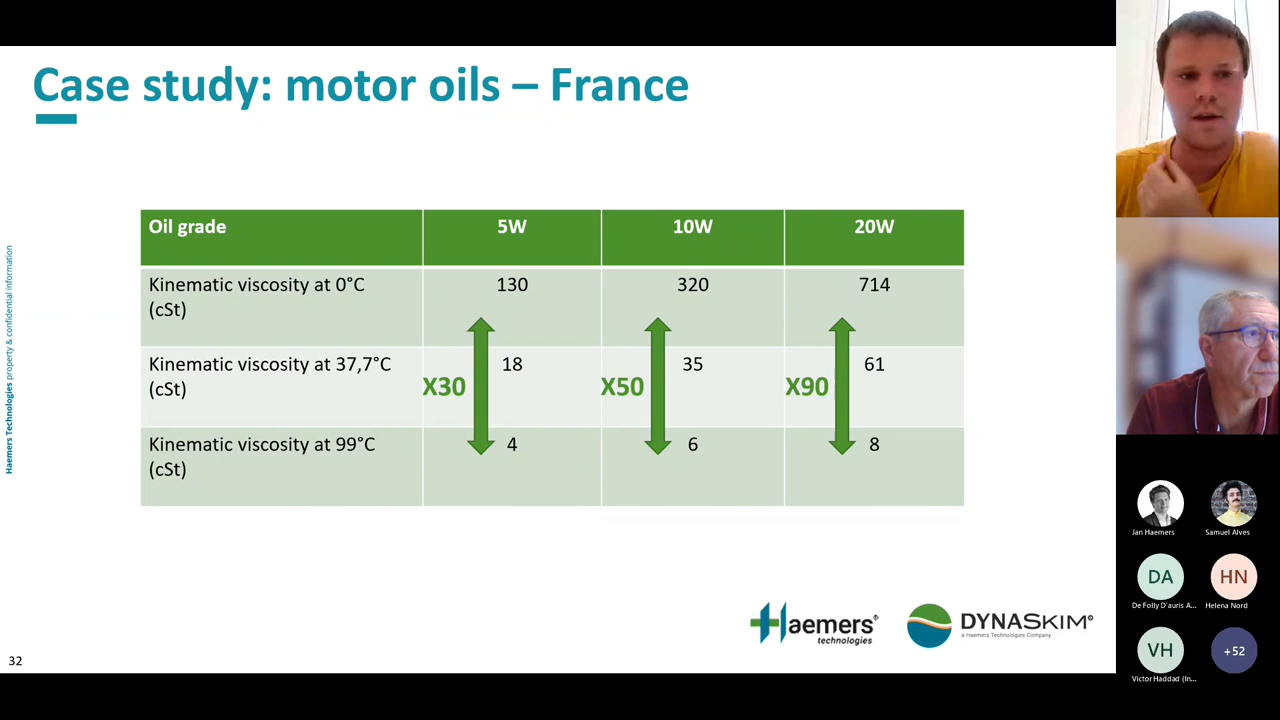 Case study: motor oils – France
Haemers Technologies property & confidential information
Oil grade 5W 10W 20W
Kinematic viscosity at 0°C 130 320 714
(cSt)
Kinematic viscosity at 37,7°C 18 35 61
(cSt)
X30 X50 X90
Kinematic viscosity at 99°C 4 6 8
(cSt)
Haemers®
technologies
DYNASKIM®
a Haemers Technologies Company
32
Jan Haemers
Samuel Alves
DA
De Folly D'auris A...
HN
Helena Nord
VH
Victor Haddad (In...
+52